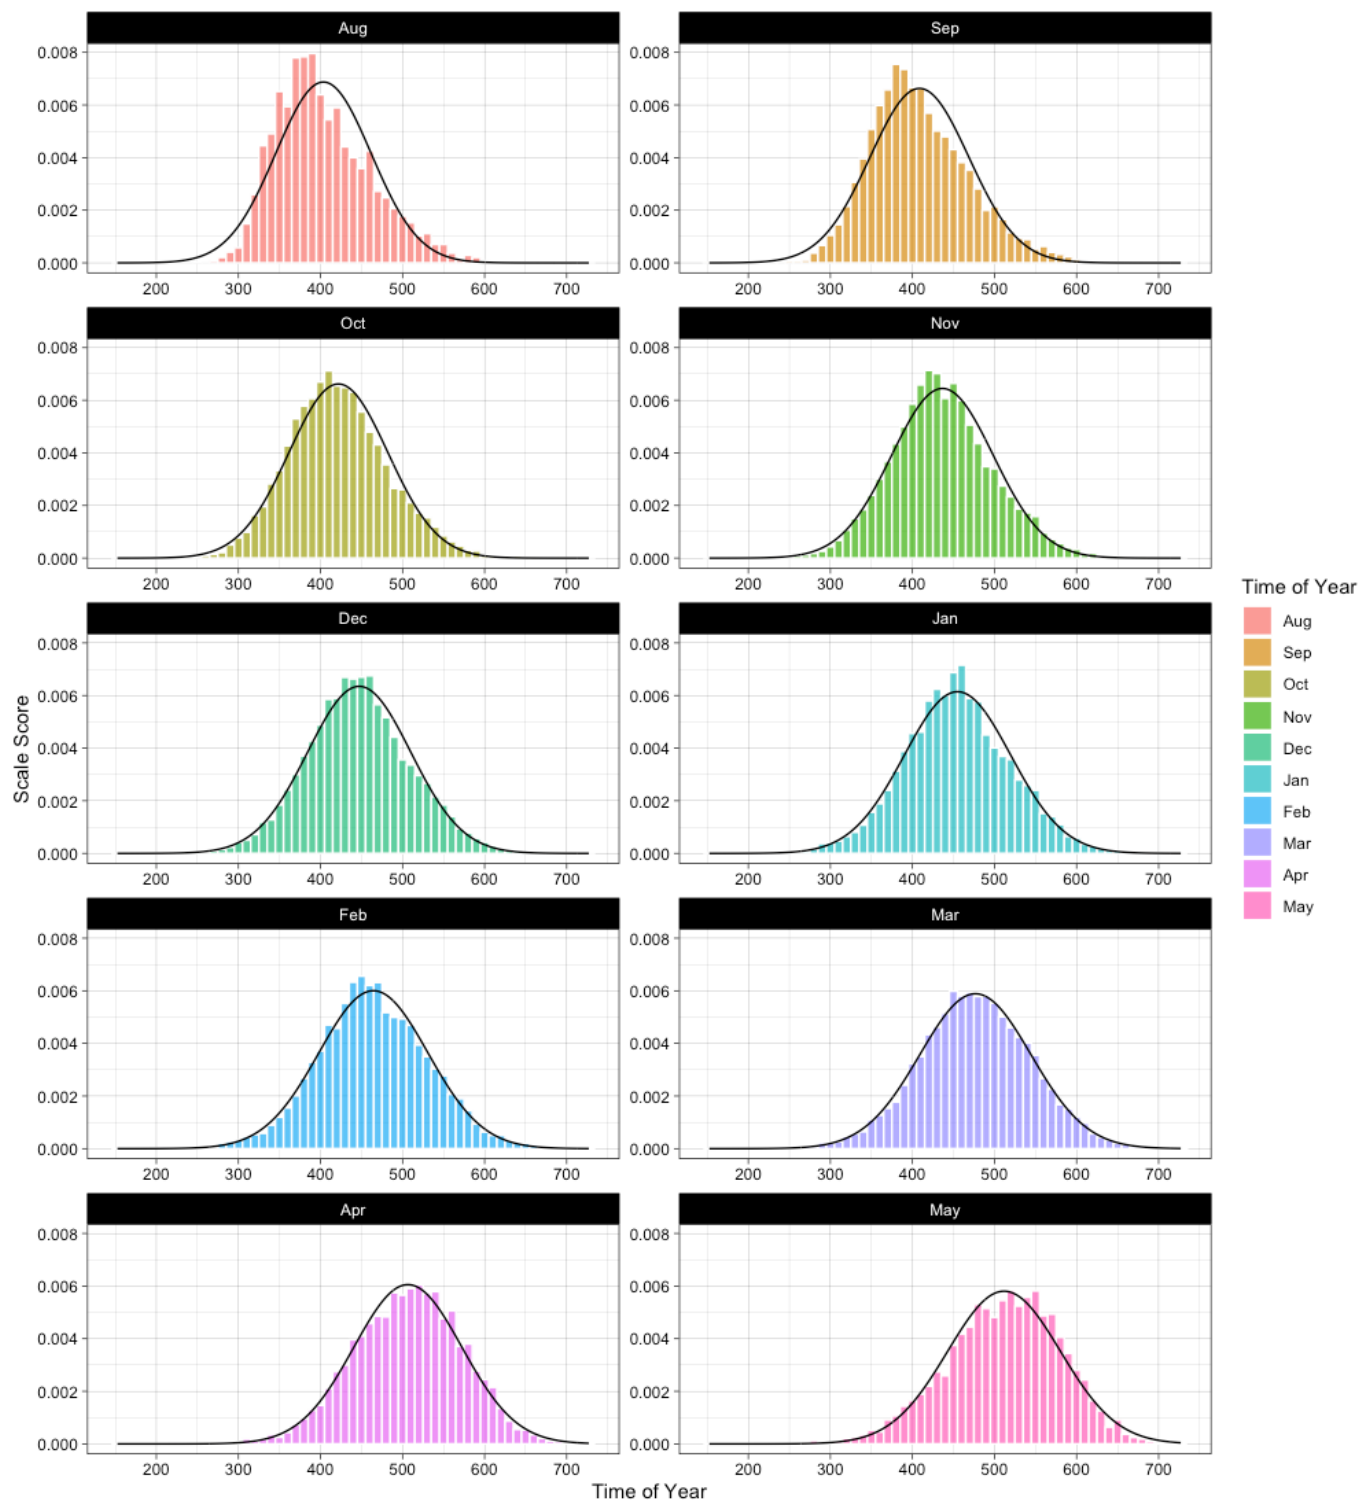 Aug Sep
0.008 0.008
0.006 0.006
0.004 0.004
0.002 0.002
0.000 0.000
200 300 400 500 600 700 200 300 400 500 600 700
Oct Nov
0.008 0.008
0.006 0.006
0.004 0.004
0.002 0.002
0.000 0.000
200 300 400 500 600 700 200 300 400 500 600 700
Dec Jan
0.008 0.008
0.006 0.006
0.004 0.004
0.002 0.002
0.000 0.000
200 300 400 500 600 700 200 300 400 500 600 700
Feb Mar
0.008 0.008
0.006 0.006
0.004 0.004
0.002 0.002
0.000 0.000
200 300 400 500 600 700 200 300 400 500 600 700
Apr May
0.008 0.008
0.006 0.006
0.004 0.004
0.002 0.002
0.000 0.000
200 300 400 500 600 700 200 300 400 500 600 700
Scale Score
Time of Year
Time of Year
Aug
Sep
Oct
Nov
Dec
Jan
Feb
Mar
Apr
May